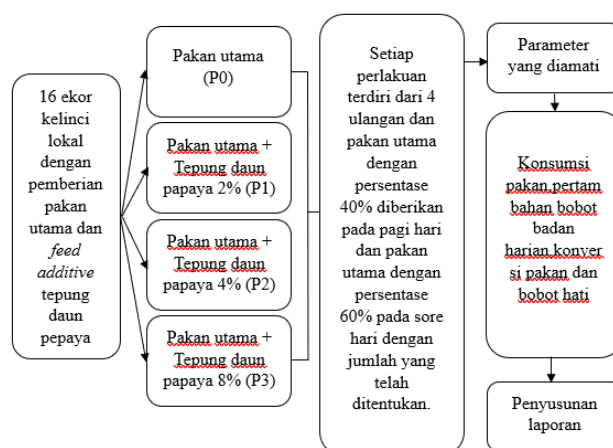 16 ekor
kelinci
lokal
dengan
pemberian
pakan
utama dan
feed
additive
tepung
daun
pepaya
Pakan utama
(P0)
Pakan utama +
Tepung daun
papaya 2% (P1)
Pakan utama +
Tepung daun
papaya 4% (P2)
Pakan utama +
Tepung daun
papaya 8% (P3)
Setiap
perlakuan
terdiri dari 4
ulangan dan
pakan utama
dengan
persentase
40% diberikan
pada pagi hari
dan pakan
utama dengan
persentase
60% pada sore
hari dengan
jumlah yang
telah
ditentukan.
Parameter
yang diamati
Konsumsi
pakan,pertam
bahan bobot
badan
harian,konver
si pakan dan
bobot hati
Penyusunan
laporan